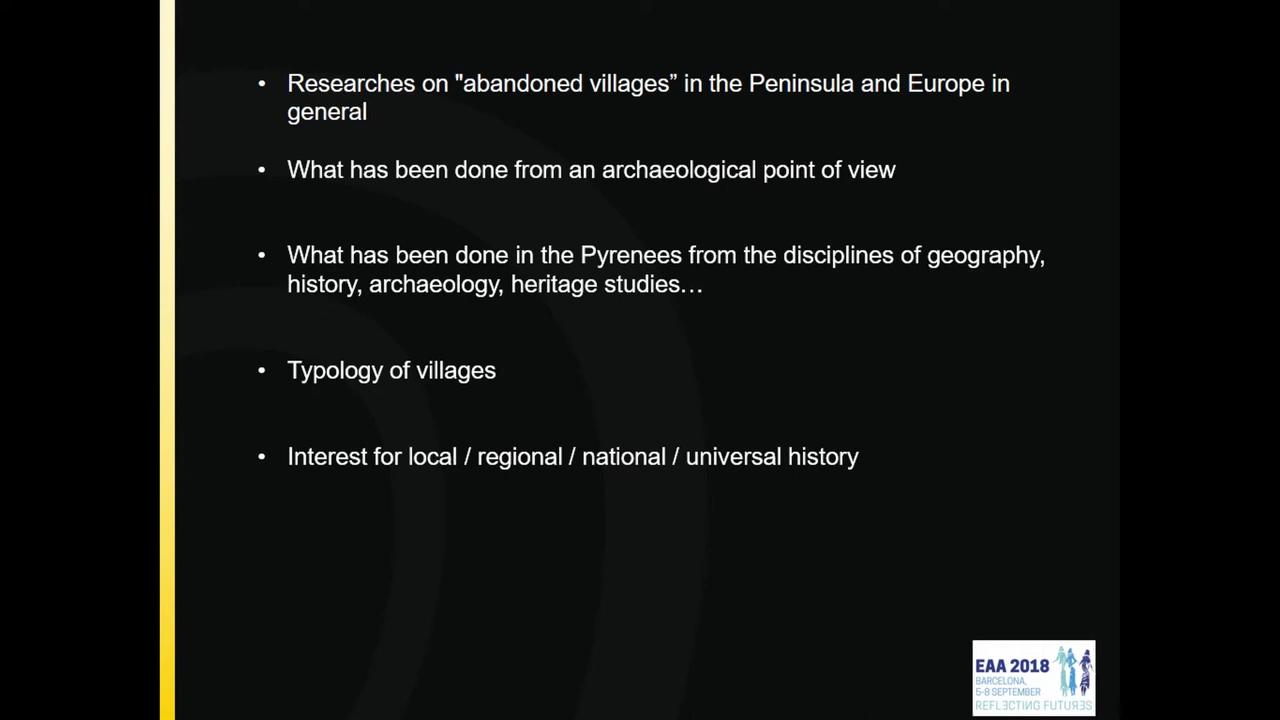 • Researches on "abandoned villages” in the Peninsula and Europe in
general
• What has been done from an archaeological point of view
• What has been done in the Pyrenees from the disciplines of geography,
history, archaeology, heritage studies…
• Typology of villages
• Interest for local / regional / national / universal history
EAA 2018
BARCELONA,
5-8 SEPTEMBER
REFLECTING FUTURES